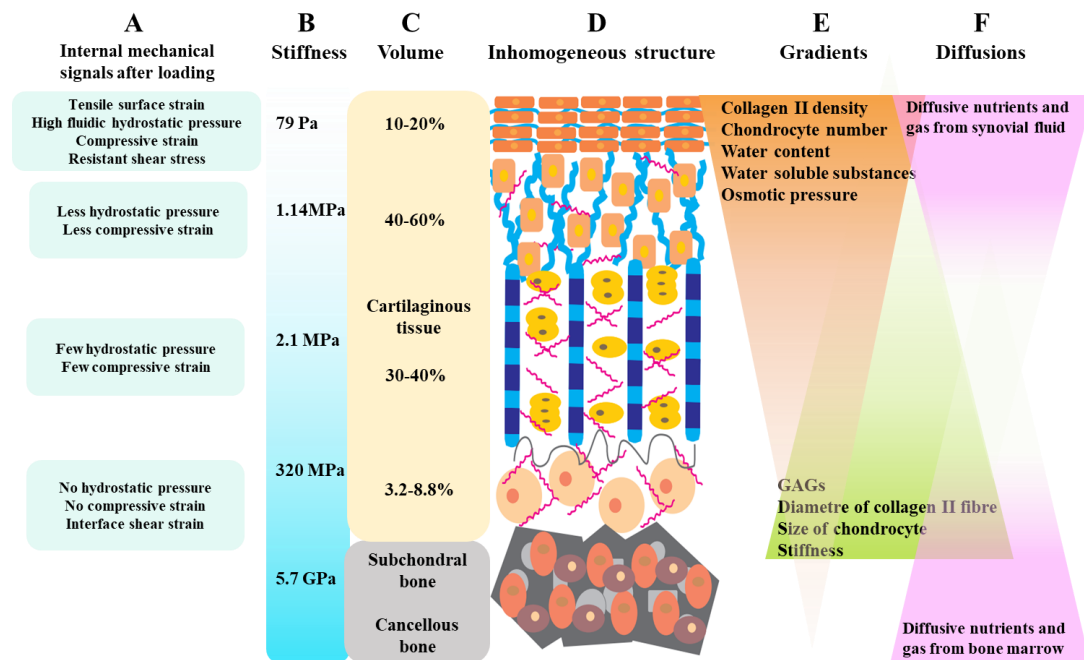 A
Internal mechanical
signals after loading
Tensile surface strain
High fluidic hydrostatic pressure
Compressive strain
Resistant shear stress
Less hydrostatic pressure
Less compressive strain
Few hydrostatic pressure
Few compressive strain
No hydrostatic pressure
No compressive strain
Interface shear strain
B
Stiffness
79 Pa
1.14MPa
2.1 MPa
320 MPa
5.7 GPa
C
Volume
10-20%
40-60%
Cartilaginous
tissue
30-40%
3.2-8.8%
Subchondral
bone
Cancellous
bone
D
Inhomogeneous structure
E
Gradients
Collagen II density
Chondrocyte number
Water content
Water soluble substances
Osmotic pressure
GAGs
Diametre of collagen II fibre
Size of chondrocyte
Stiffness
F
Diffusions
Diffusive nutrients and
gas from synovial fluid
Diffusive nutrients and
gas from bone marrow